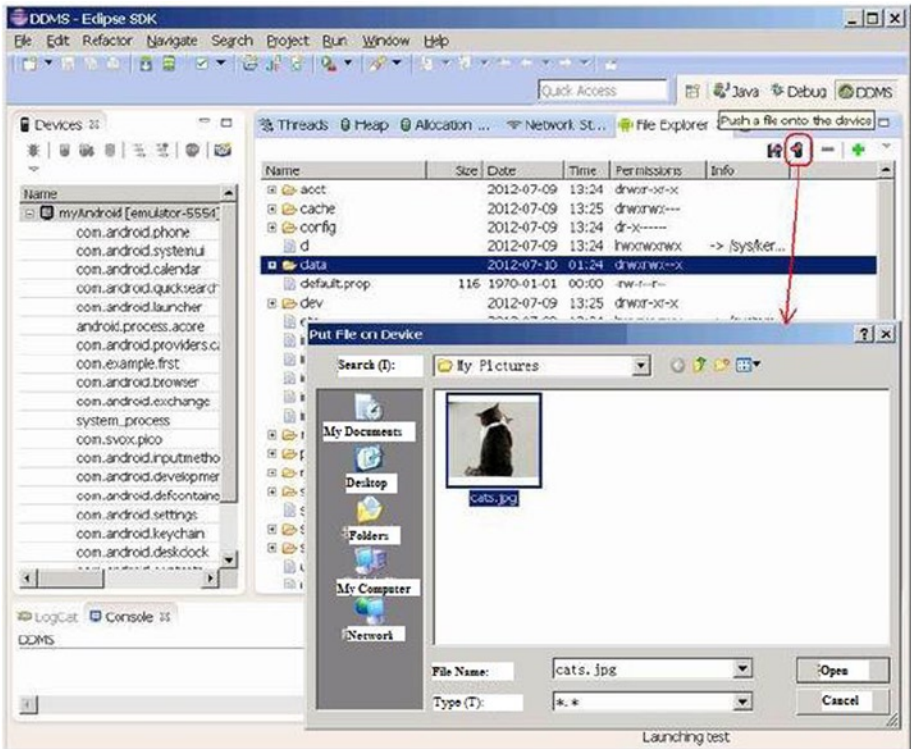 DDMS - Eclipse SDK
File Edit Refactor Navigate Search Project Run Window Help
Quick Access
Java Debug DDMS
Devices
Threads Heap Allocation ... Network St... File Explorer
Push a file onto the device
Name
myAndroid [emulator-5554]
com.android.phone
com.android.systemui
com.android.calendar
com.android.quicksearch
com.android.launcher
android.process.acore
com.android.providers.ca
com.example.first
com.android.browser
com.android.exchange
system_process
com.svox.pico
com.android.inputmetho
com.android.developmer
com.android.defcontaine
com.android.settings
com.android.keychain
com.android.deskclock
Name Size Date Time Permissions Info
acct 2012-07-09 13:24 drwxr-xr-x
cache 2012-07-09 13:25 drwxrwx---
config 2012-07-09 13:24 dr-x------
d 2012-07-09 13:24 lrwxrwxrwx -> /sys/ker...
data 2012-07-10 01:24 drwxrwx--x
default.prop 116 1970-01-01 00:00 -rw-r--r--
dev 2012-07-09 13:25 drwxr-xr-x
Put File on Device
Search (I):
My Pictures
My Documents
Desktop
Folders
My Computer
Network
cats.jpg
File Name:
cats.jpg
Open
Type (T):
*.*
Cancel
LogCat Console
DDMS
Launching test